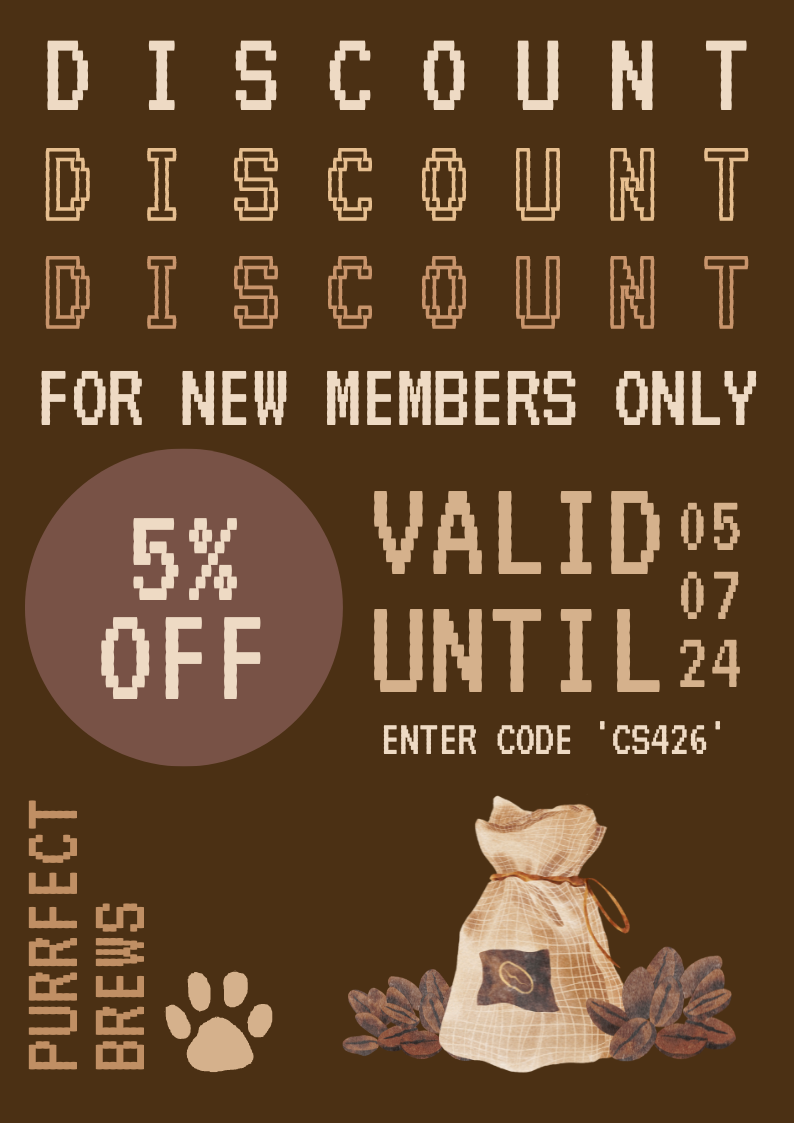 DISCOUNT
DISCOUNT
DISCOUNT
FOR NEW MEMBERS ONLY
5%
OFF
VALID
UNTIL
05
07
24
ENTER CODE 'CS426'
PURRFECT
BREWS